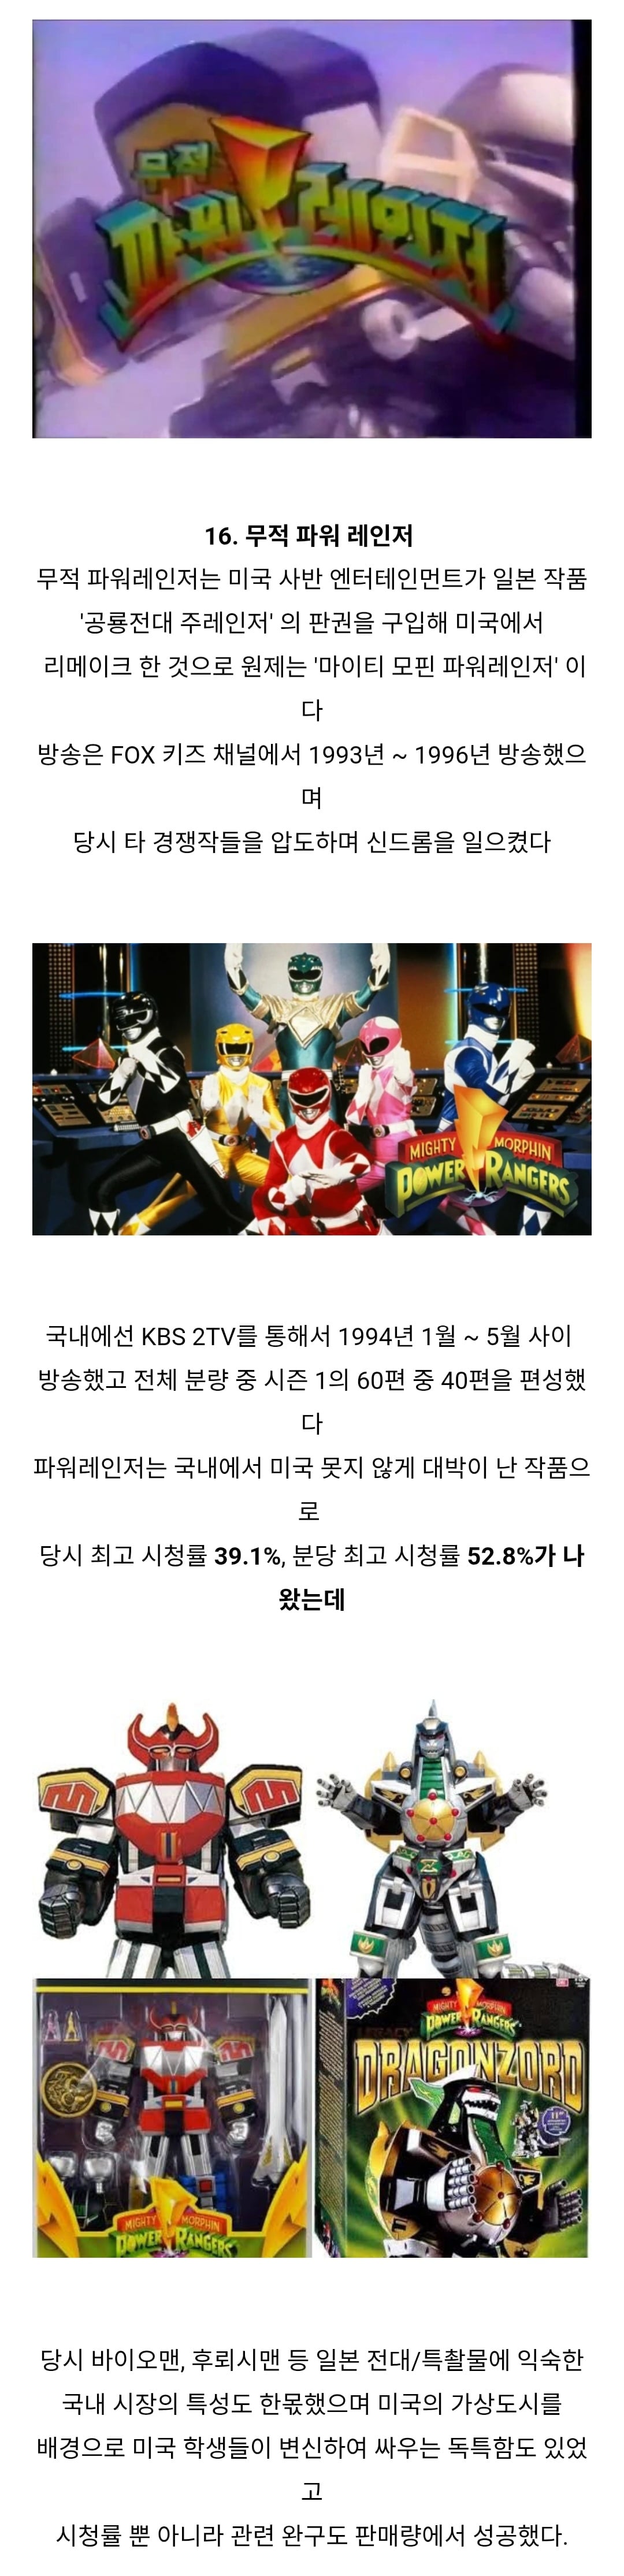 무적
파워 레인저
16. 무적 파워 레인저
무적 파워레인저는 미국 사반 엔터테인먼트가 일본 작품
'공룡전대 주레인저' 의 판권을 구입해 미국에서
리메이크 한 것으로 원제는 '마이티 모핀 파워레인저' 이
다
방송은 FOX 키즈 채널에서 1993년 ~ 1996년 방송했으
며
당시 타 경쟁작들을 압도하며 신드롬을 일으켰다
MIGHTY MORPHIN
POWER RANGERS
국내에선 KBS 2TV를 통해서 1994년 1월 ~ 5월 사이
방송했고 전체 분량 중 시즌 1의 60편 중 40편을 편성했
다
파워레인저는 국내에서 미국 못지 않게 대박이 난 작품으
로
당시 최고 시청률 39.1%, 분당 최고 시청률 52.8%가 나
왔는데
MIGHTY MORPHIN
POWER RANGERS
LEGACY
DRAGONZORD
MIGHTY MORPHIN
POWER RANGERS
당시 바이오맨, 후뢰시맨 등 일본 전대/특촬물에 익숙한
국내 시장의 특성도 한몫했으며 미국의 가상도시를
배경으로 미국 학생들이 변신하여 싸우는 독특함도 있었
고
시청률 뿐 아니라 관련 완구도 판매량에서 성공했다.